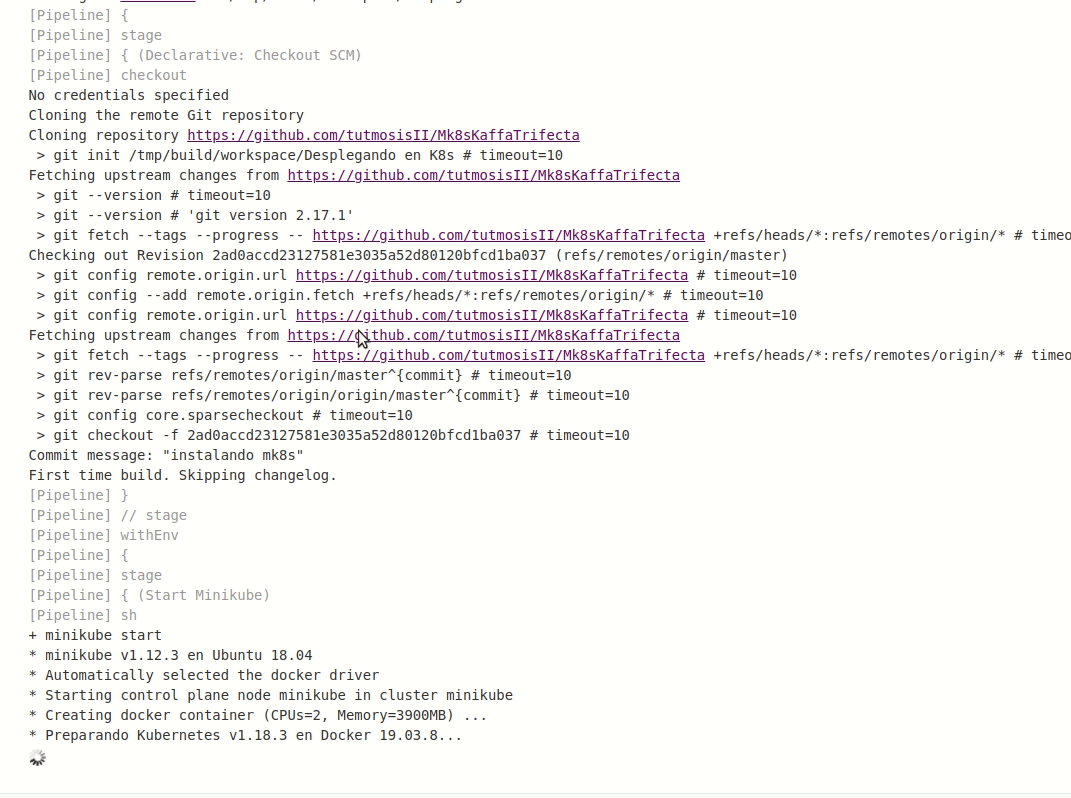 [Pipeline] {
[Pipeline] stage
[Pipeline] { (Declarative: Checkout SCM)
[Pipeline] checkout
No credentials specified
Cloning the remote Git repository
Cloning repository https://github.com/tutmosisII/Mk8sKaffaTrifecta
 > git init /tmp/build/workspace/Desplegando en K8s # timeout=10
Fetching upstream changes from https://github.com/tutmosisII/Mk8sKaffaTrifecta
 > git --version # timeout=10
 > git --version # 'git version 2.17.1'
 > git fetch --tags --progress -- https://github.com/tutmosisII/Mk8sKaffaTrifecta +refs/heads/*:refs/remotes/origin/* # timeo
Checking out Revision 2ad0accd23127581e3035a52d80120bfcd1ba037 (refs/remotes/origin/master)
 > git config remote.origin.url https://github.com/tutmosisII/Mk8sKaffaTrifecta # timeout=10
 > git config --add remote.origin.fetch +refs/heads/*:refs/remotes/origin/* # timeout=10
 > git config remote.origin.url https://github.com/tutmosisII/Mk8sKaffaTrifecta # timeout=10
Fetching upstream changes from https://github.com/tutmosisII/Mk8sKaffaTrifecta
 > git fetch --tags --progress -- https://github.com/tutmosisII/Mk8sKaffaTrifecta +refs/heads/*:refs/remotes/origin/* # timeo
 > git rev-parse refs/remotes/origin/master^{commit} # timeout=10
 > git rev-parse refs/remotes/origin/origin/master^{commit} # timeout=10
 > git config core.sparsecheckout # timeout=10
 > git checkout -f 2ad0accd23127581e3035a52d80120bfcd1ba037 # timeout=10
Commit message: "instalando mk8s"
First time build. Skipping changelog.
[Pipeline] }
[Pipeline] // stage
[Pipeline] withEnv
[Pipeline] {
[Pipeline] stage
[Pipeline] { (Start Minikube)
[Pipeline] sh
+ minikube start
* minikube v1.12.3 en Ubuntu 18.04
* Automatically selected the docker driver
* Starting control plane node minikube in cluster minikube
* Creating docker container (CPUs=2, Memory=3900MB) ...
* Preparando Kubernetes v1.18.3 en Docker 19.03.8...